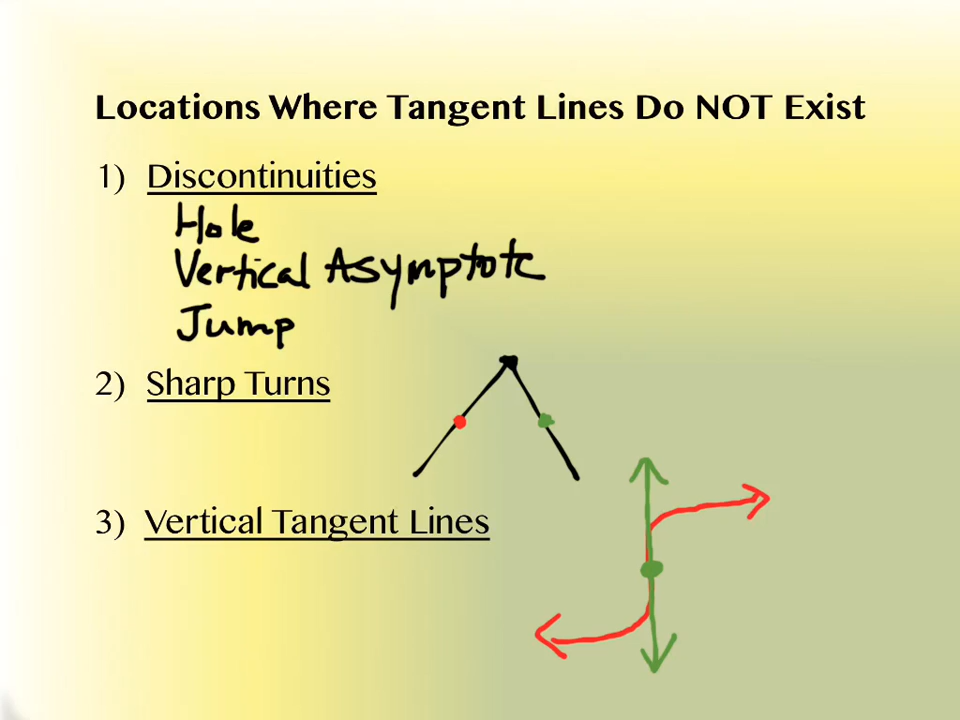 Locations Where Tangent Lines Do NOT Exist
1) Discontinuities
Hole
Vertical Asymptote
Jump
2) Sharp Turns
3) Vertical Tangent Lines